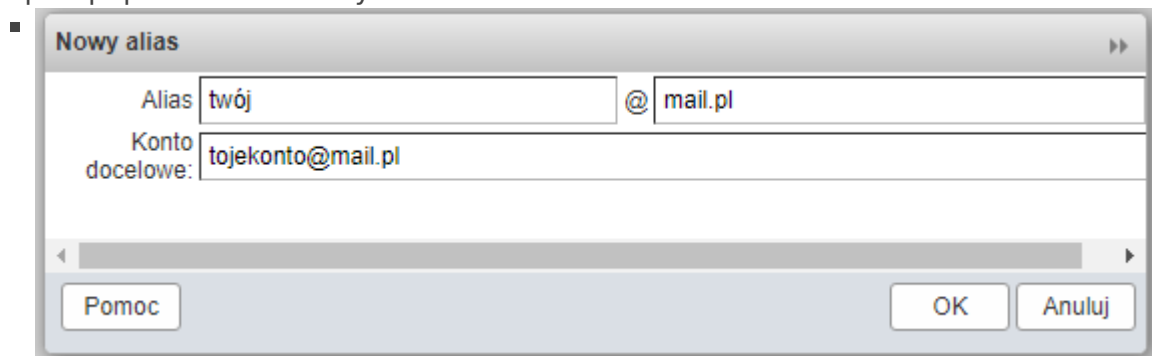 Nowy alias
Alias twój @ mail.pl
Konto
docelowe: tojekonto@mail.pl
Pomoc OK Anuluj